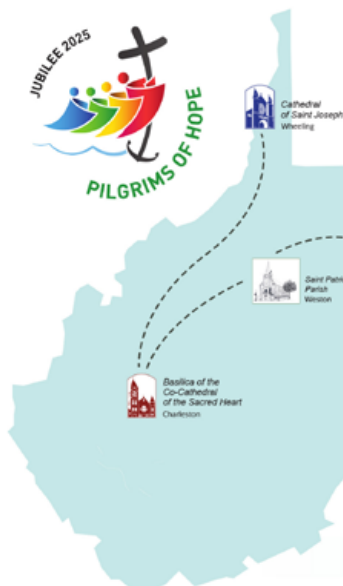 JUBILEE 2025
PILGRIMS OF HOPE
Cathedral
of Saint Joseph
Wheeling
Saint Patri
Parish
Weston
Basilica of the
Co-Cathedral
of the Sacred Heart
Charleston